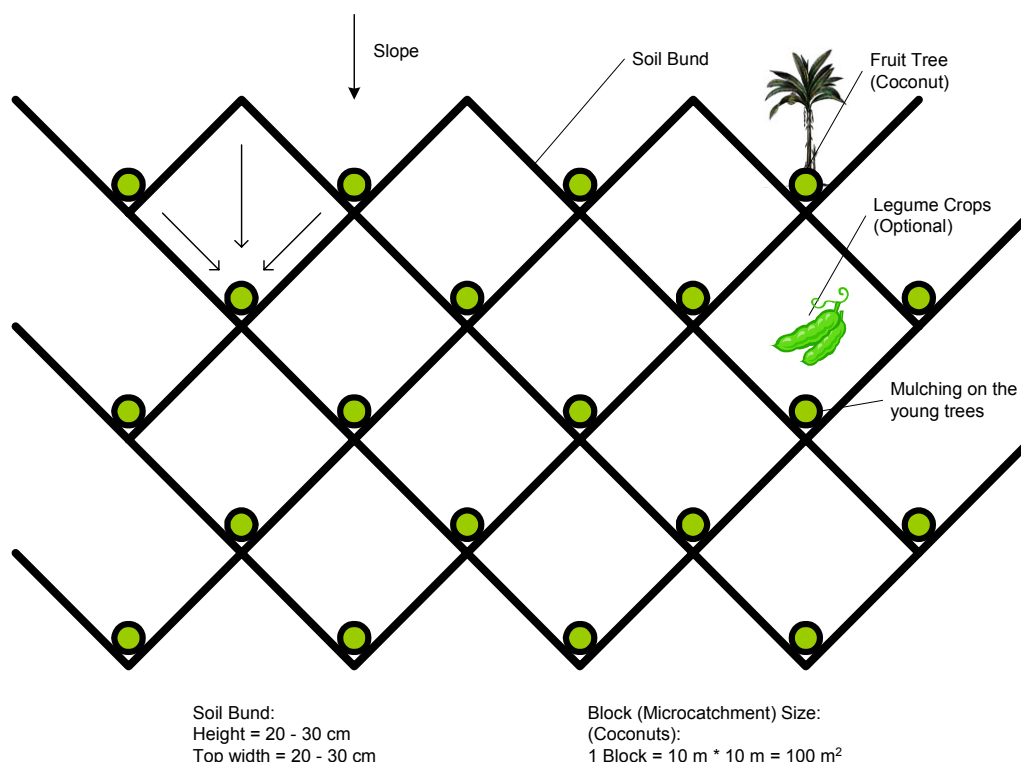 Slope
Soil Bund
Fruit Tree
(Coconut)
Legume Crops
(Optional)
Mulching on the
young trees
Soil Bund:
Height = 20 - 30 cm
Top width = 20 - 30 cm
Block (Microcatchment) Size:
(Coconuts):
1 Block = 10 m * 10 m = 100 m²